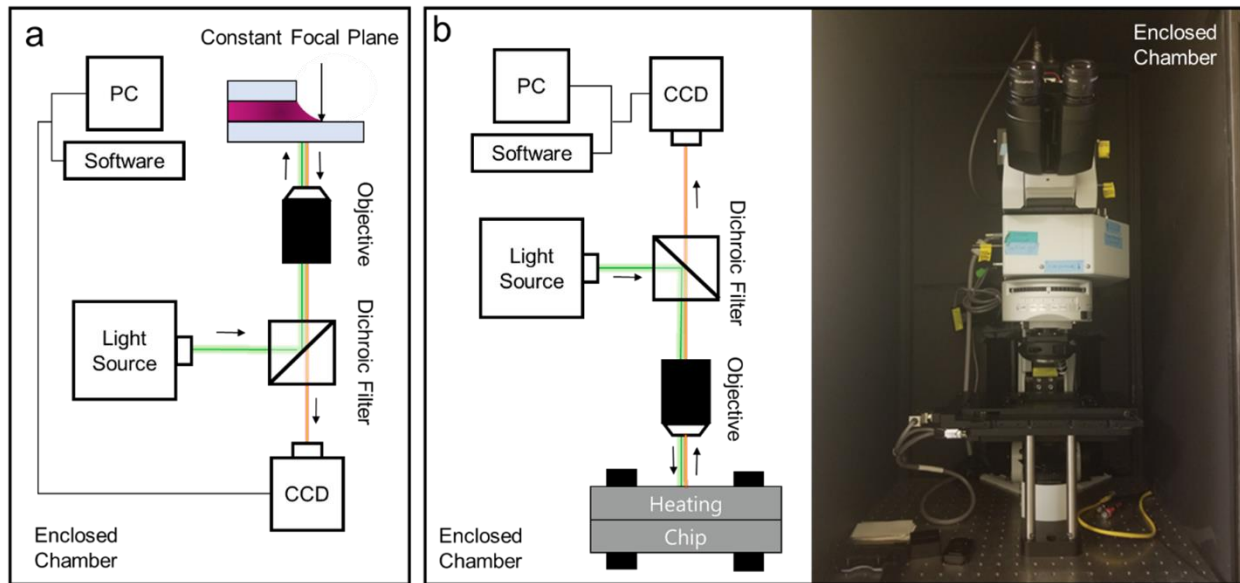 a
Constant Focal Plane
PC
Software
Objective
Light
Source
Dichroic Filter
CCD
Enclosed
Chamber
b
PC
Software
CCD
Light
Source
Dichroic Filter
Objective
Heating
Chip
Enclosed
Chamber
Enclosed
Chamber